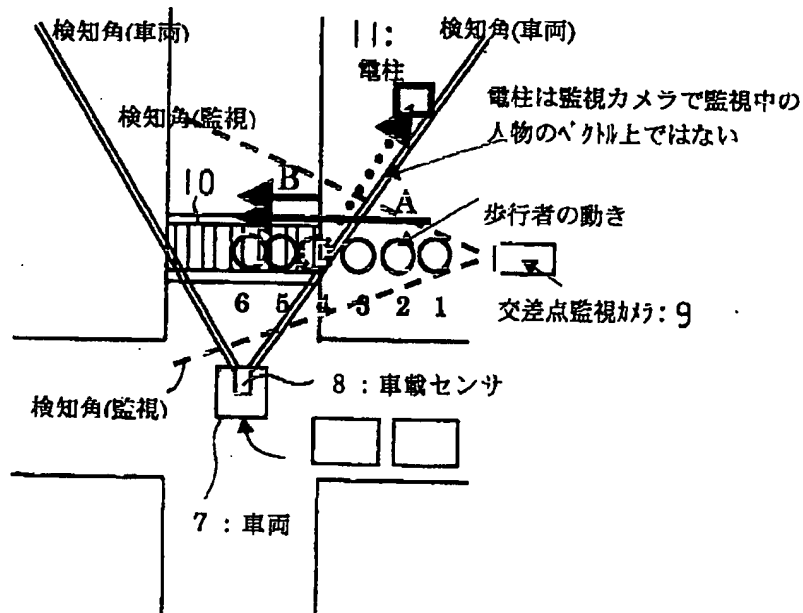 検知角(車両)
11:
電柱
検知角(車両)
電柱は監視カメラで監視中の
人物のベクトル上ではない
検知角(監視)
10
B
A
歩行者の動き
6 5 4 3 2 1
交差点監視カメラ: 9
検知角(監視)
8 : 車載センサ
7 : 車両